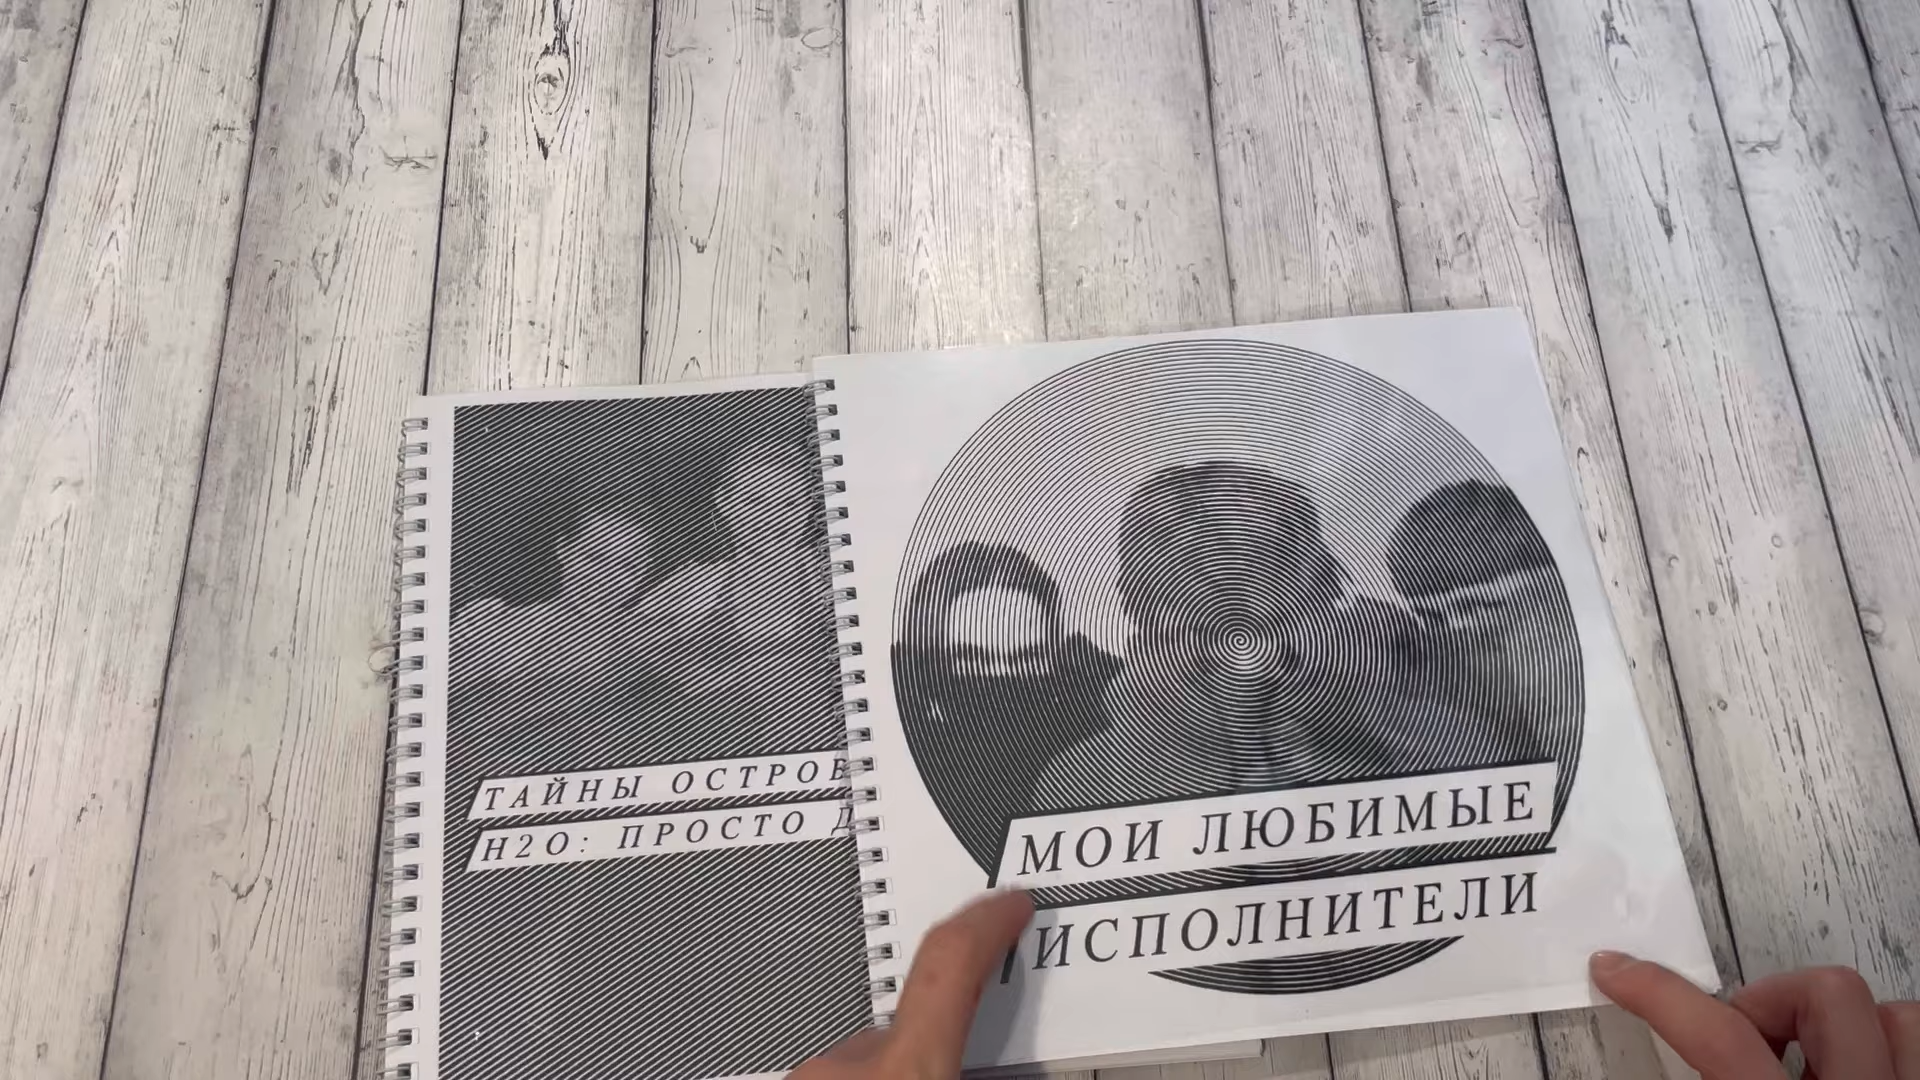 ТАЙНЫ ОСТРОВ
H2O: ПРОСТО Д
МОИ ЛЮБИМЫЕ
ИСПОЛНИТЕЛИ